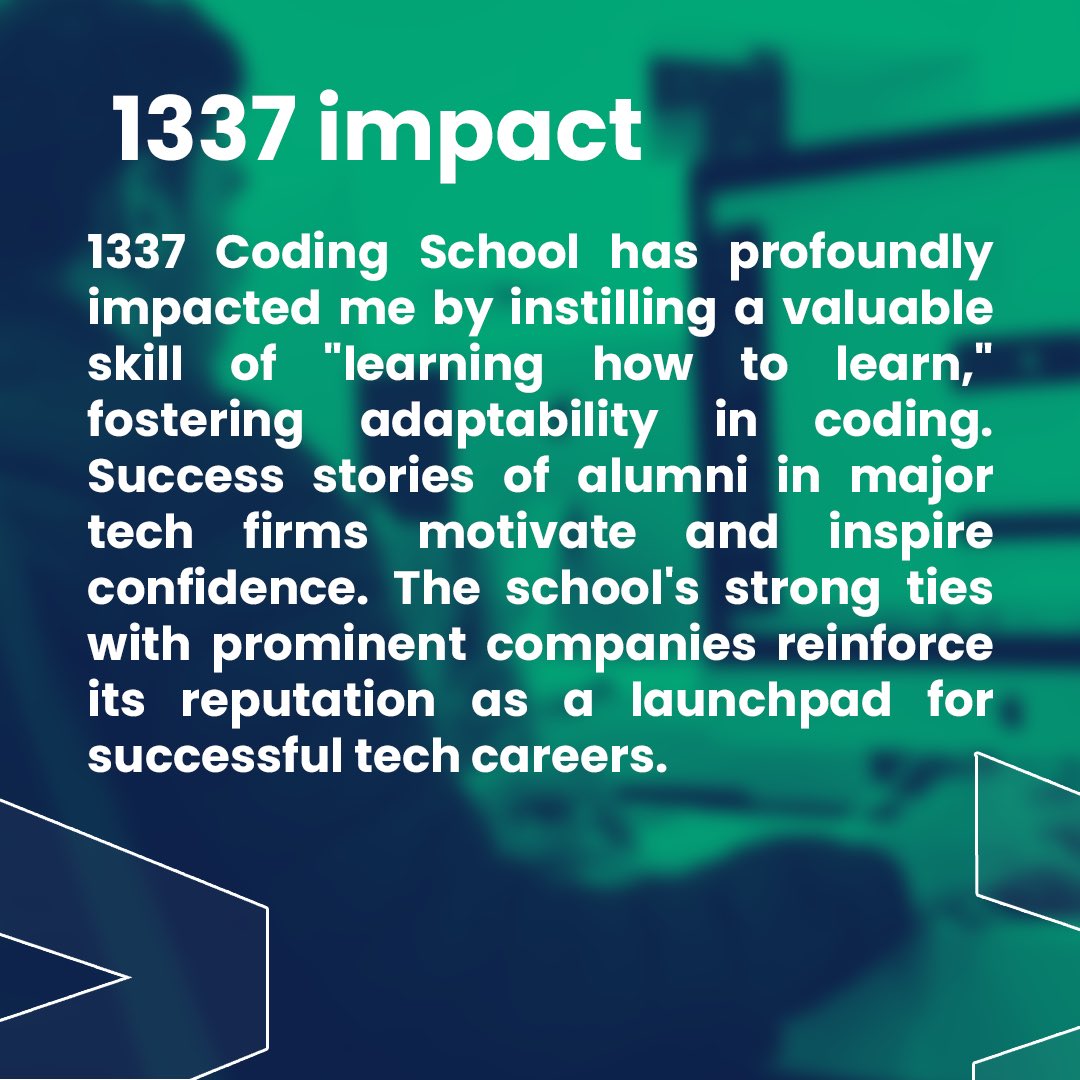 1337 impact
1337 Coding School has profoundly
impacted me by instilling a valuable
skill of "learning how to learn,"
fostering adaptability in coding.
Success stories of alumni in major
tech firms motivate and inspire
confidence. The school's strong ties
with prominent companies reinforce
its reputation as a launchpad for
successful tech careers.